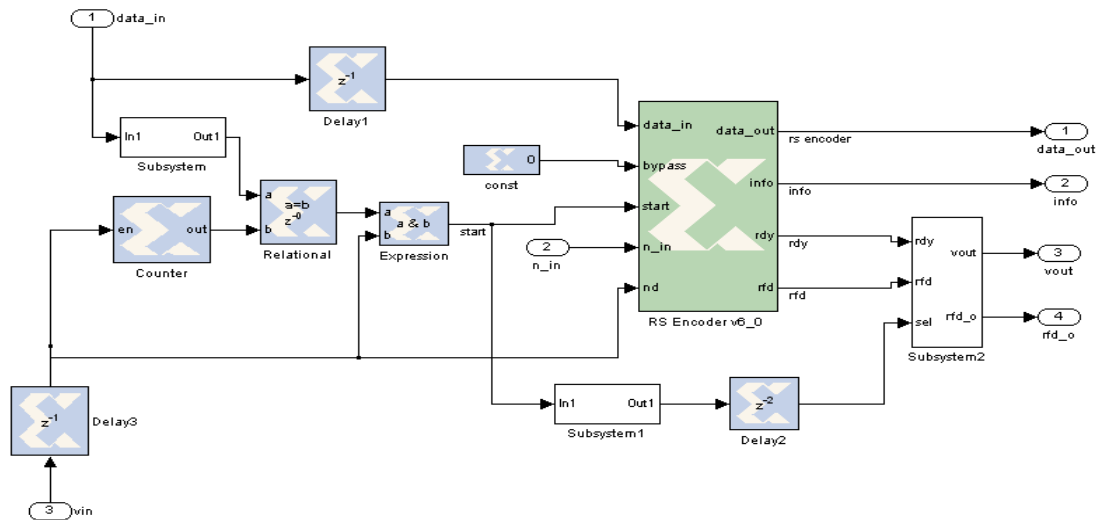 1
data_in
z⁻¹
Delay1
In1 Out1
Subsystem
0
const
data_in
bypass
start
n_in
nd
data_out
info
rdy
rfd
RS Encoder v6_0
rs encoder
info
rdy
rfd
1
data_out
2
info
en out
Counter
a
b
a=b
z⁻⁰
Relational
a
b
a & b
Expression
start
2
n_in
rdy
rfd
sel
vout
rfd_o
Subsystem2
3
vout
4
rfd_o
In1 Out1
Subsystem1
z⁻²
Delay2
z⁻¹
Delay3
3
vin